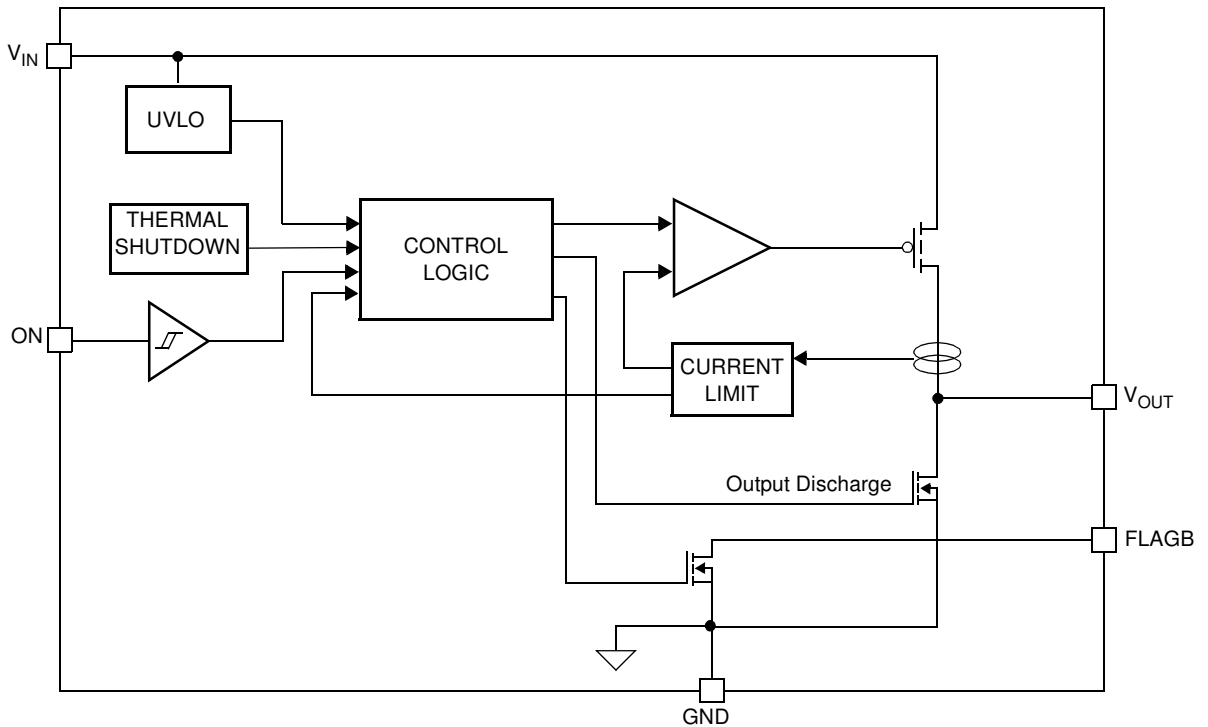 V_IN
UVLO
THERMAL
SHUTDOWN
CONTROL
LOGIC
ON
CURRENT
LIMIT
V_OUT
Output Discharge
FLAGB
GND